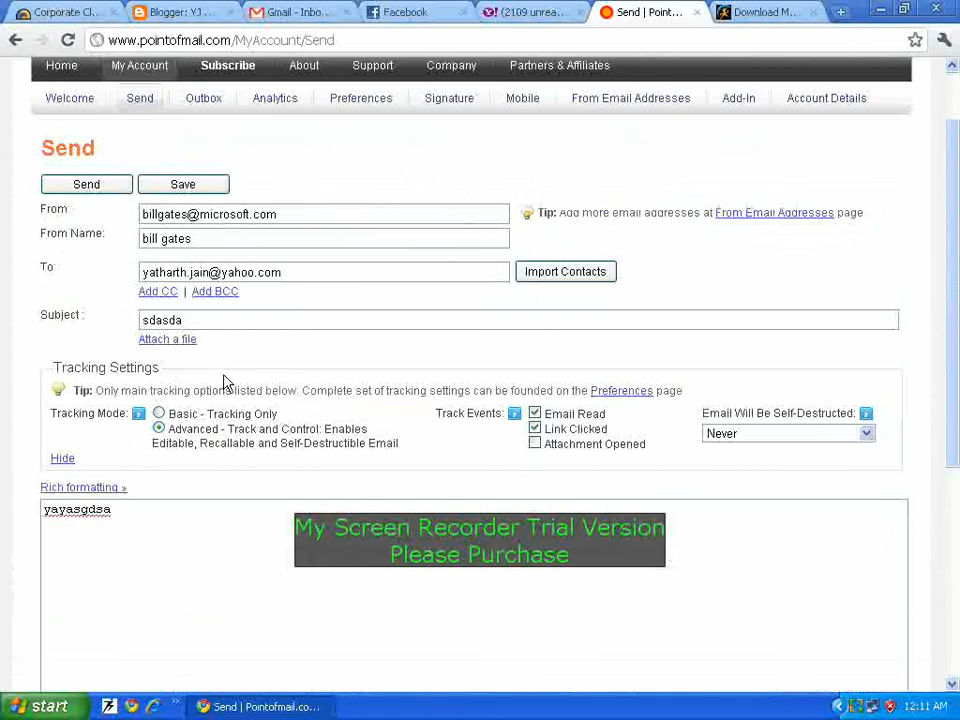 Corporate Cl...
Blogger: YJ ...
Gmail - Inbo...
Facebook
(2109 unrea...
Send | Point...
Download M...
www.pointofmail.com/MyAccount/Send
Home My Account Subscribe About Support Company Partners & Affiliates
Welcome Send Outbox Analytics Preferences Signature Mobile From Email Addresses Add-In Account Details
Send
Send Save
From: billgates@microsoft.com Tip: Add more email addresses at From Email Addresses page
From Name: bill gates
To: yatharth.jain@yahoo.com Import Contacts
Add CC | Add BCC
Subject : sdasda
Attach a file
Tracking Settings
Tip: Only main tracking options listed below. Complete set of tracking settings can be founded on the Preferences page
Tracking Mode: Basic - Tracking Only Track Events: Email Read Email Will Be Self-Destructed:
Advanced - Track and Control: Enables Link Clicked Never
Editable, Recallable and Self-Destructible Email Attachment Opened
Hide
Rich formatting »
yayasgdsa
My Screen Recorder Trial Version
Please Purchase
start Send | Pointofmail.co... 12:11 AM